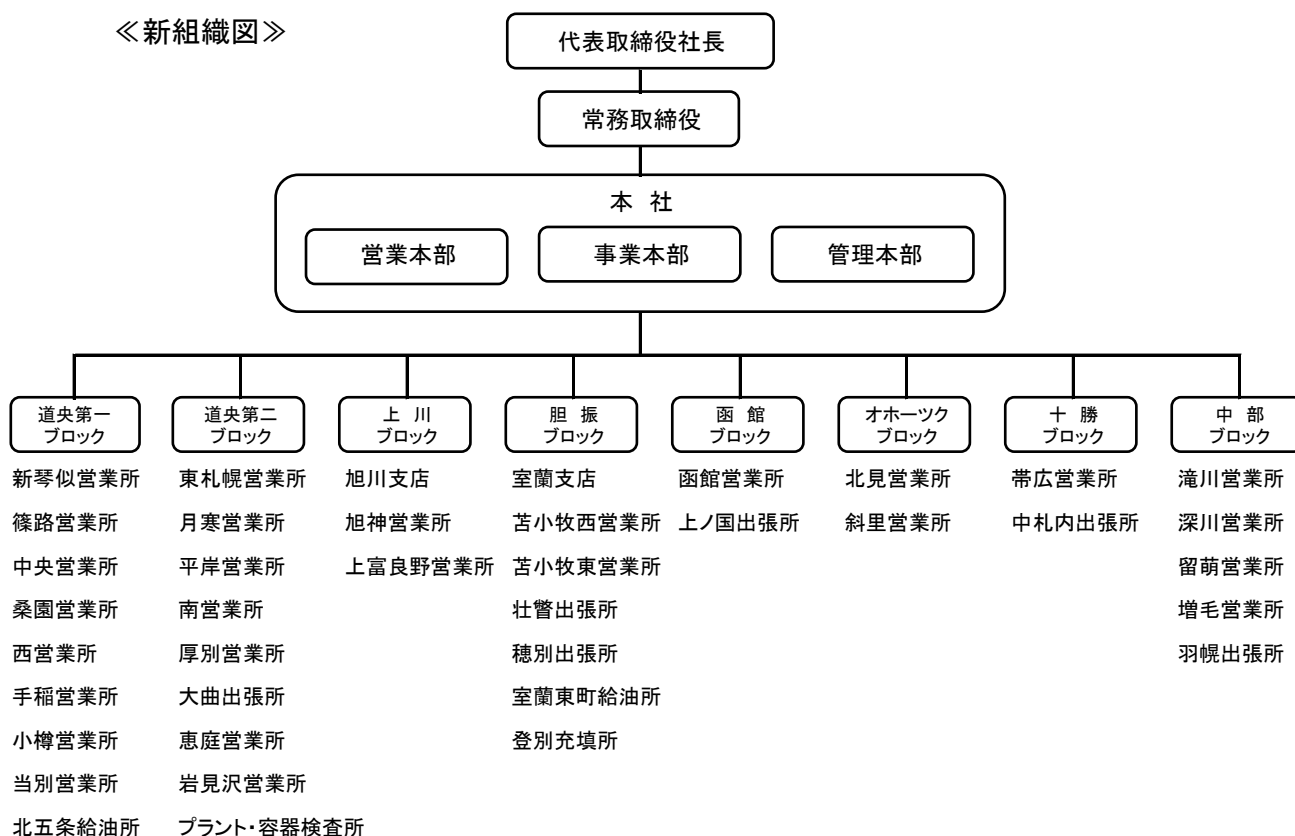 ≪新組織図≫
代表取締役社長
常務取締役
本 社
営業本部
事業本部
管理本部
道央第一
ブロック
新琴似営業所
篠路営業所
中央営業所
桑園営業所
西営業所
手稲営業所
小樽営業所
当別営業所
北五条給油所
道央第二
ブロック
東札幌営業所
月寒営業所
平岸営業所
南営業所
厚別営業所
大曲出張所
恵庭営業所
岩見沢営業所
プラント・容器検査所
上 川
ブロック
旭川支店
旭神営業所
上富良野営業所
胆 振
ブロック
室蘭支店
苫小牧西営業所
苫小牧東営業所
壮瞥出張所
穂別出張所
室蘭東町給油所
登別充填所
函 館
ブロック
函館営業所
上ノ国出張所
オホーツク
ブロック
北見営業所
斜里営業所
十 勝
ブロック
帯広営業所
中札内出張所
中 部
ブロック
滝川営業所
深川営業所
留萌営業所
増毛営業所
羽幌出張所